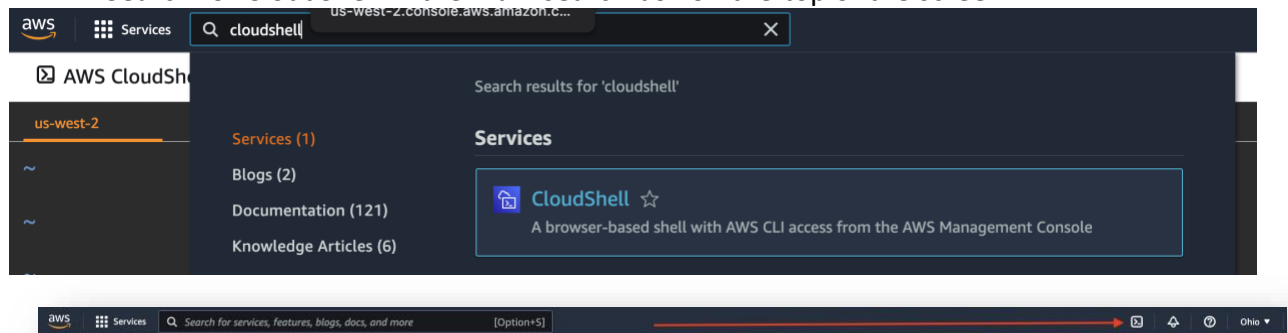 us-west-2.console.aws.amazon.c...
aws Services cloudshell
AWS CloudSh
Search results for 'cloudshell'
us-west-2
Services (1)
Services
~
Blogs (2)
CloudShell
Documentation (121)
A browser-based shell with AWS CLI access from the AWS Management Console
~
Knowledge Articles (6)
aws Services Search for services, features, blogs, docs, and more [Option+S] Ohio